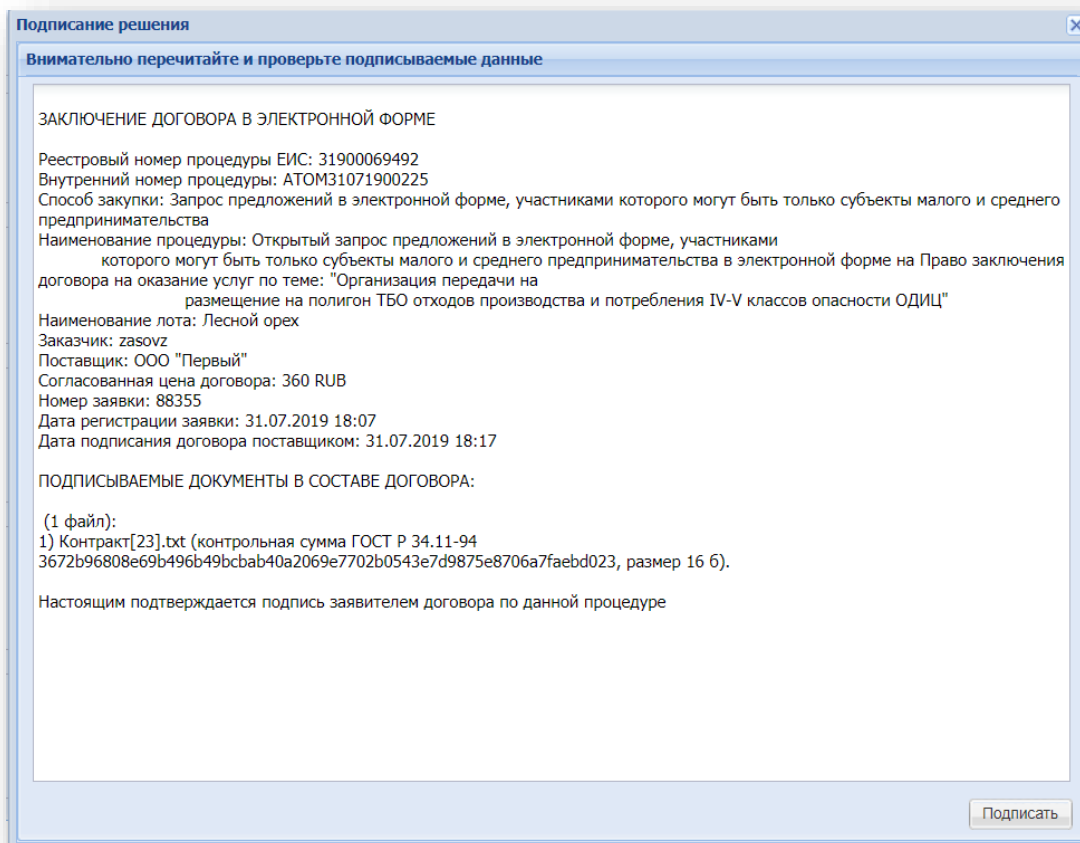 Подписание решения
Внимательно перечитайте и проверьте подписываемые данные
ЗАКЛЮЧЕНИЕ ДОГОВОРА В ЭЛЕКТРОННОЙ ФОРМЕ
Реестровый номер процедуры ЕИС: 31900069492
Внутренний номер процедуры: АТОМ31071900225
Способ закупки: Запрос предложений в электронной форме, участниками которого могут быть только субъекты малого и среднего
предпринимательства
Наименование процедуры: Открытый запрос предложений в электронной форме, участниками
которого могут быть только субъекты малого и среднего предпринимательства в электронной форме на Право заключения
договора на оказание услуг по теме: "Организация передачи на
размещение на полигон ТБО отходов производства и потребления IV-V классов опасности ОДИЦ"
Наименование лота: Лесной орех
Заказчик: zasovz
Поставщик: ООО "Первый"
Согласованная цена договора: 360 RUB
Номер заявки: 88355
Дата регистрации заявки: 31.07.2019 18:07
Дата подписания договора поставщиком: 31.07.2019 18:17
ПОДПИСЫВАЕМЫЕ ДОКУМЕНТЫ В СОСТАВЕ ДОГОВОРА:
(1 файл):
1) Контракт[23].txt (контрольная сумма ГОСТ Р 34.11-94
3672b96808e69b496b49bcbab40a2069e7702b0543e7d9875e8706a7faebd023, размер 16 б).
Настоящим подтверждается подпись заявителем договора по данной процедуре
Подписать